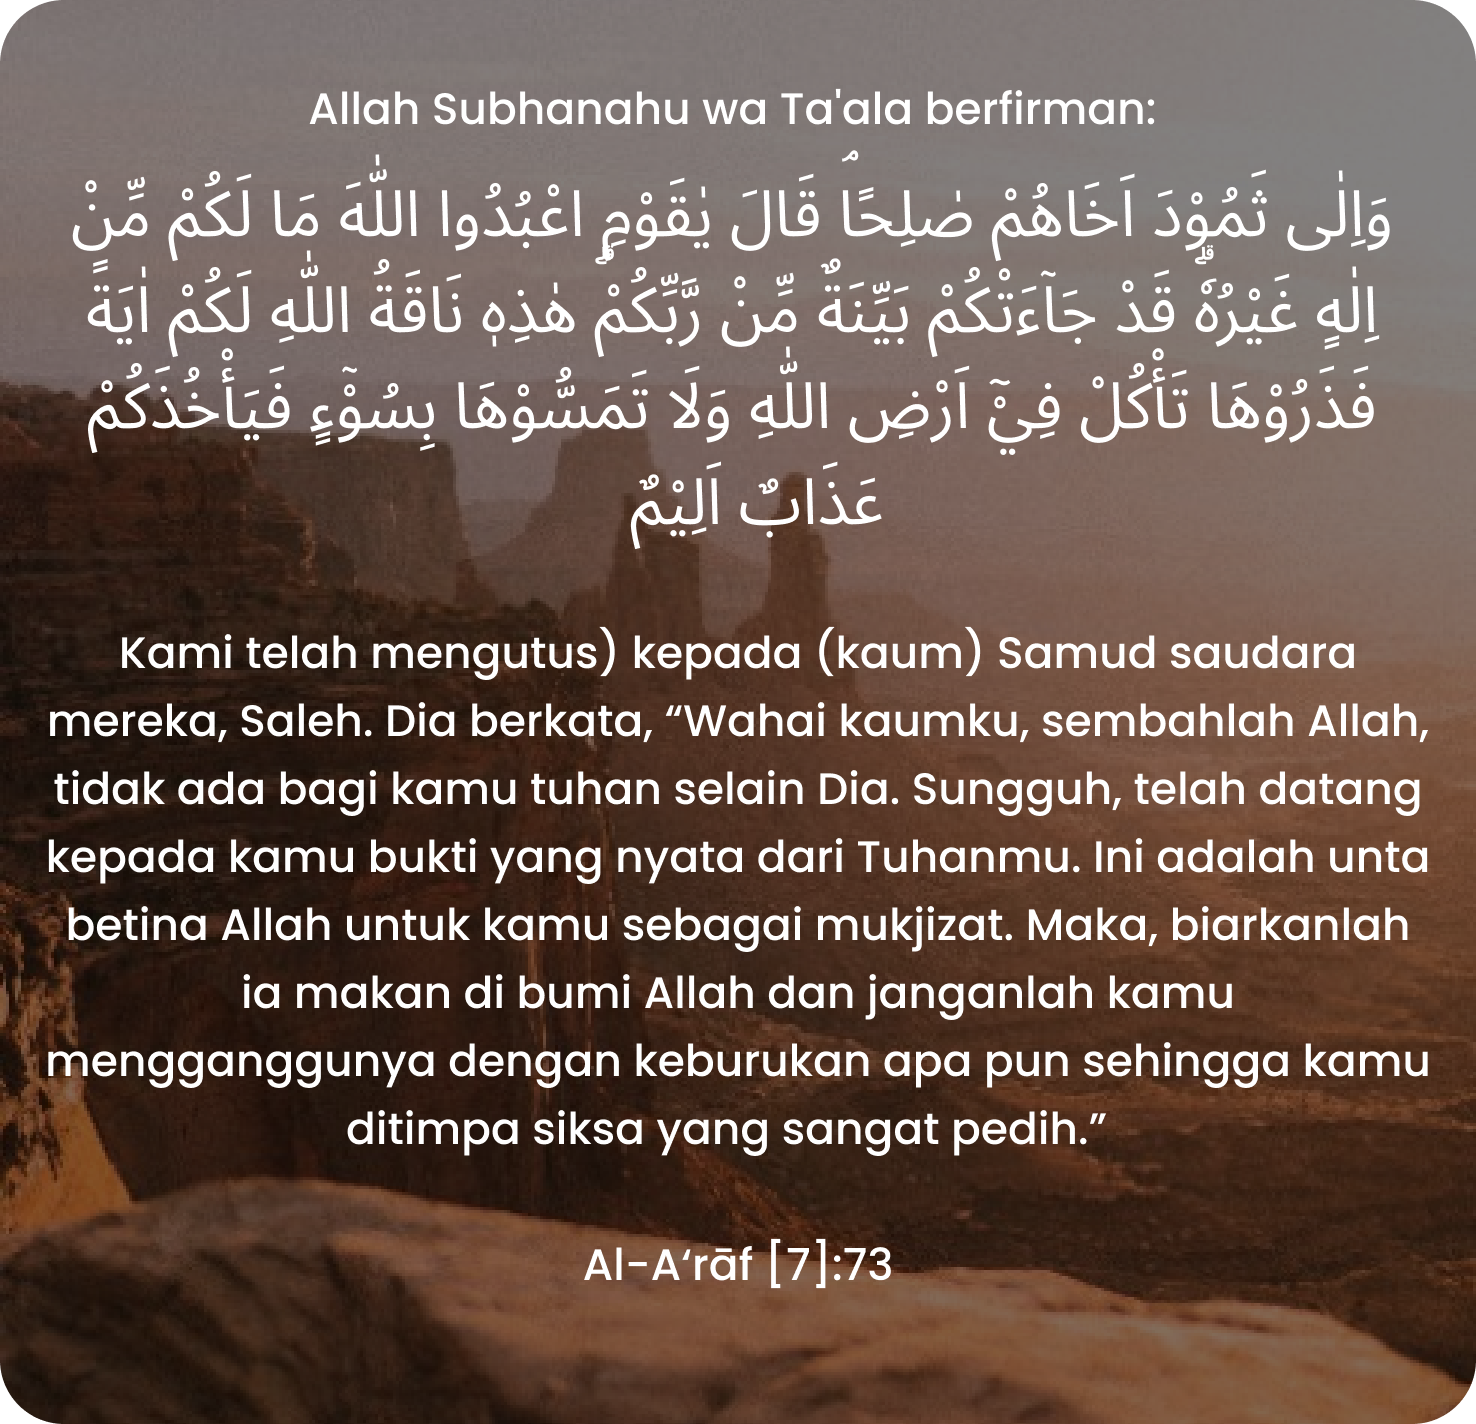 Allah Subhanahu wa Ta'ala berfirman:
وَاِلٰى ثَمُوْدَ اَخَاهُمْ صٰلِحًاۘ قَالَ يٰقَوْمِ اعْبُدُوا اللّٰهَ مَا لَكُمْ مِّنْ
اِلٰهٍ غَيْرُهٗۗ قَدْ جَاۤءَتْكُمْ بَيِّنَةٌ مِّنْ رَّبِّكُمْۗ هٰذِهٖ نَاقَةُ اللّٰهِ لَكُمْ اٰيَةً
فَذَرُوْهَا تَأْكُلْ فِيْٓ اَرْضِ اللّٰهِ وَلَا تَمَسُّوْهَا بِسُوْۤءٍ فَيَأْخُذَكُمْ
عَذَابٌ اَلِيْمٌ
Kami telah mengutus) kepada (kaum) Samud saudara
mereka, Saleh. Dia berkata, “Wahai kaumku, sembahlah Allah,
tidak ada bagi kamu tuhan selain Dia. Sungguh, telah datang
kepada kamu bukti yang nyata dari Tuhanmu. Ini adalah unta
betina Allah untuk kamu sebagai mukjizat. Maka, biarkanlah
ia makan di bumi Allah dan janganlah kamu
mengganggunya dengan keburukan apa pun sehingga kamu
ditimpa siksa yang sangat pedih.”
Al-A‘rāf [7]:73